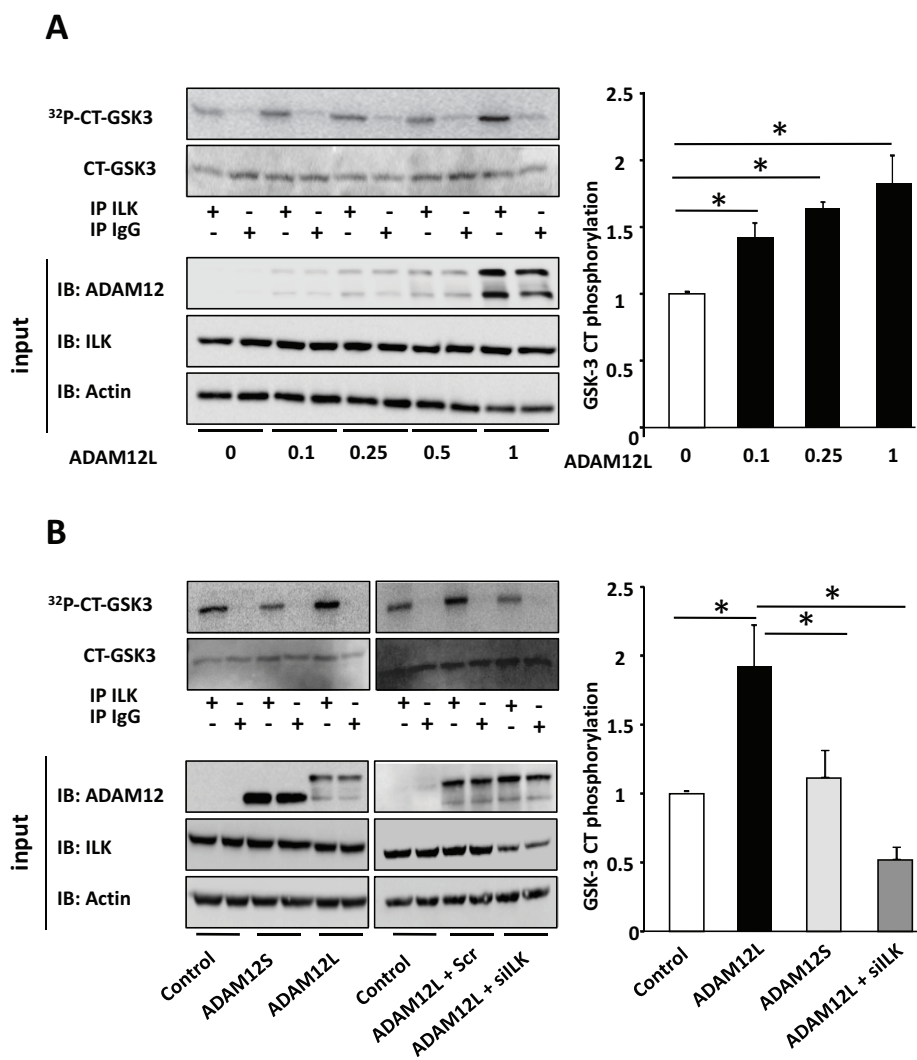 A
³²P-CT-GSK3
CT-GSK3
IP ILK + - + - + - + - + -
IP IgG - + - + - + - + - +
input
IB: ADAM12
IB: ILK
IB: Actin
ADAM12L 0 0.1 0.25 0.5 1
GSK-3 CT phosphorylation
2.5
2
1.5
1
0.5
0
* * *
ADAM12L 0 0.1 0.25 1
B
³²P-CT-GSK3
CT-GSK3
IP ILK + - + - + - + - + - + -
IP IgG - + - + - + - + - + - +
input
IB: ADAM12
IB: ILK
IB: Actin
Control
ADAM12S
ADAM12L
Control
ADAM12L + Scr
ADAM12L + siILK
GSK-3 CT phosphorylation
2.5
2
1.5
1
0.5
0
* * *
Control
ADAM12L
ADAM12S
ADAM12L + siILK